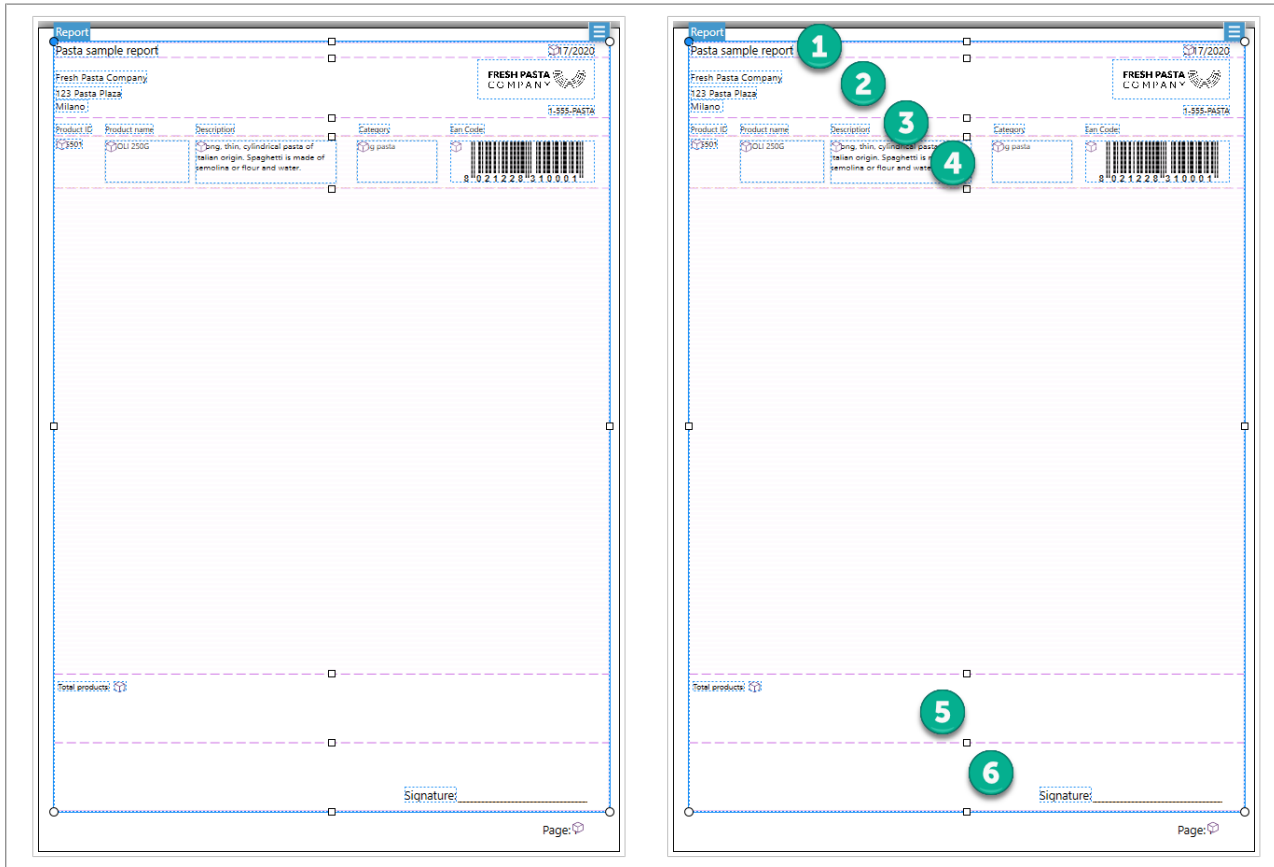 Report
Pasta sample report
17/2020
Fresh Pasta Company
123 Pasta Plaza
Milano
FRESH PASTA
COMPANY
1-555-PASTA
Product ID Product name Description Category Ean Code:
OLI 250G
ong, thin, cylindrical pasta of
talian origin. Spaghetti is made of
semolina or flour and water.
g pasta
8 021228 310001
Total products:
Signature:
Page:
Report
Pasta sample report
1
17/2020
2
Fresh Pasta Company
123 Pasta Plaza
Milano
FRESH PASTA
COMPANY
1-555-PASTA
3
Product ID Product name Description Category Ean Code:
OLI 250G
ong, thin, cylindrical pasta
talian origin. Spaghetti is
semolina or flour and water
4
g pasta
8 021228 310001
Total products:
5
6
Signature:
Page: